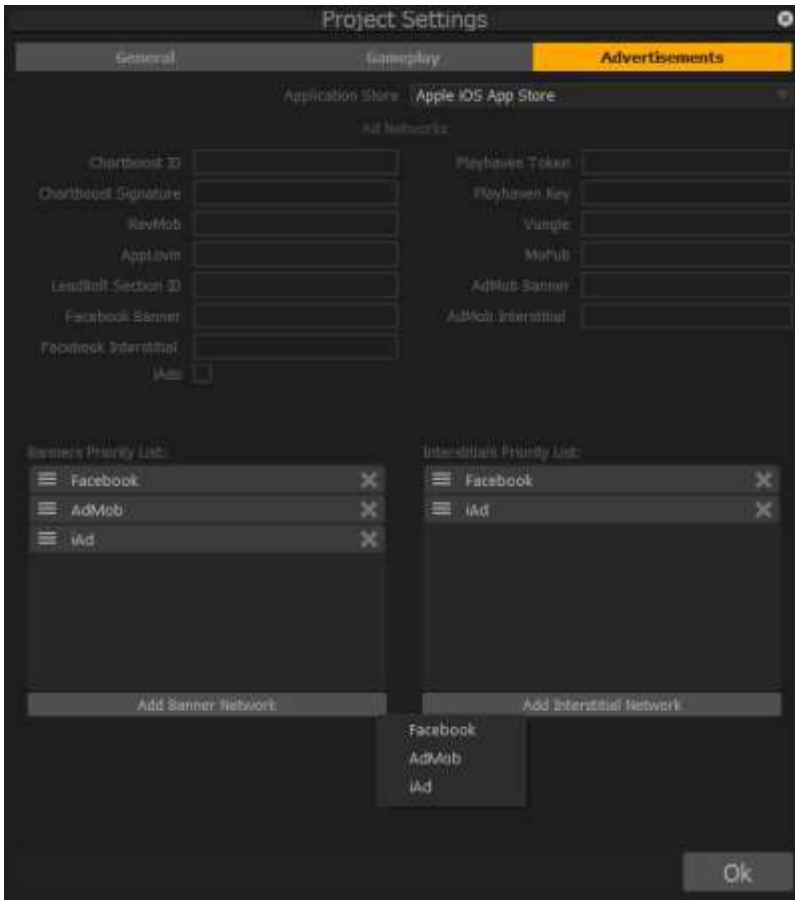 Project Settings
General Gameplay Advertisements
Application Store Apple iOS App Store
Ad Networks
Chartboost ID Playhaven Token
Chartboost Signature Playhaven Key
RevMob Vungle
AppLovin MoPub
LeadBolt Section ID AdMob Banner
Facebook Banner AdMob Interstitial
Facebook Interstitial
iAds
Banners Priority List: Interstitials Priority List:
Facebook Facebook
AdMob iAd
iAd
Add Banner Network Add Interstitial Network
Facebook
AdMob
iAd
Ok